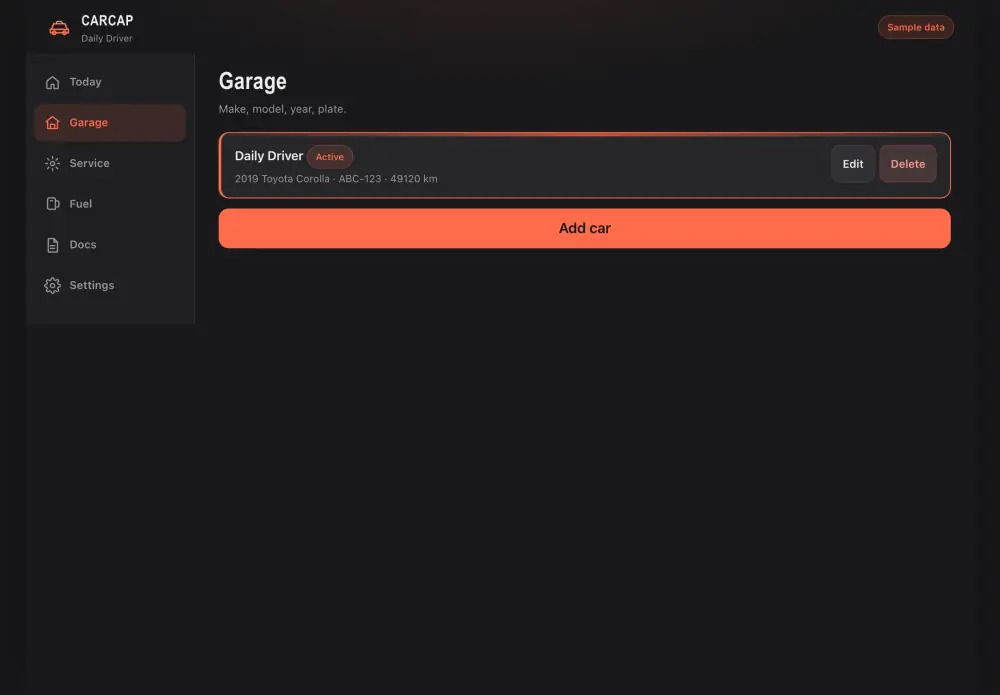 CARCAP
Daily Driver
Sample data
Today
Garage
Service
Fuel
Docs
Settings
Garage
Make, model, year, plate.
Daily Driver Active
2019 Toyota Corolla · ABC-123 · 49120 km
Edit
Delete
Add car